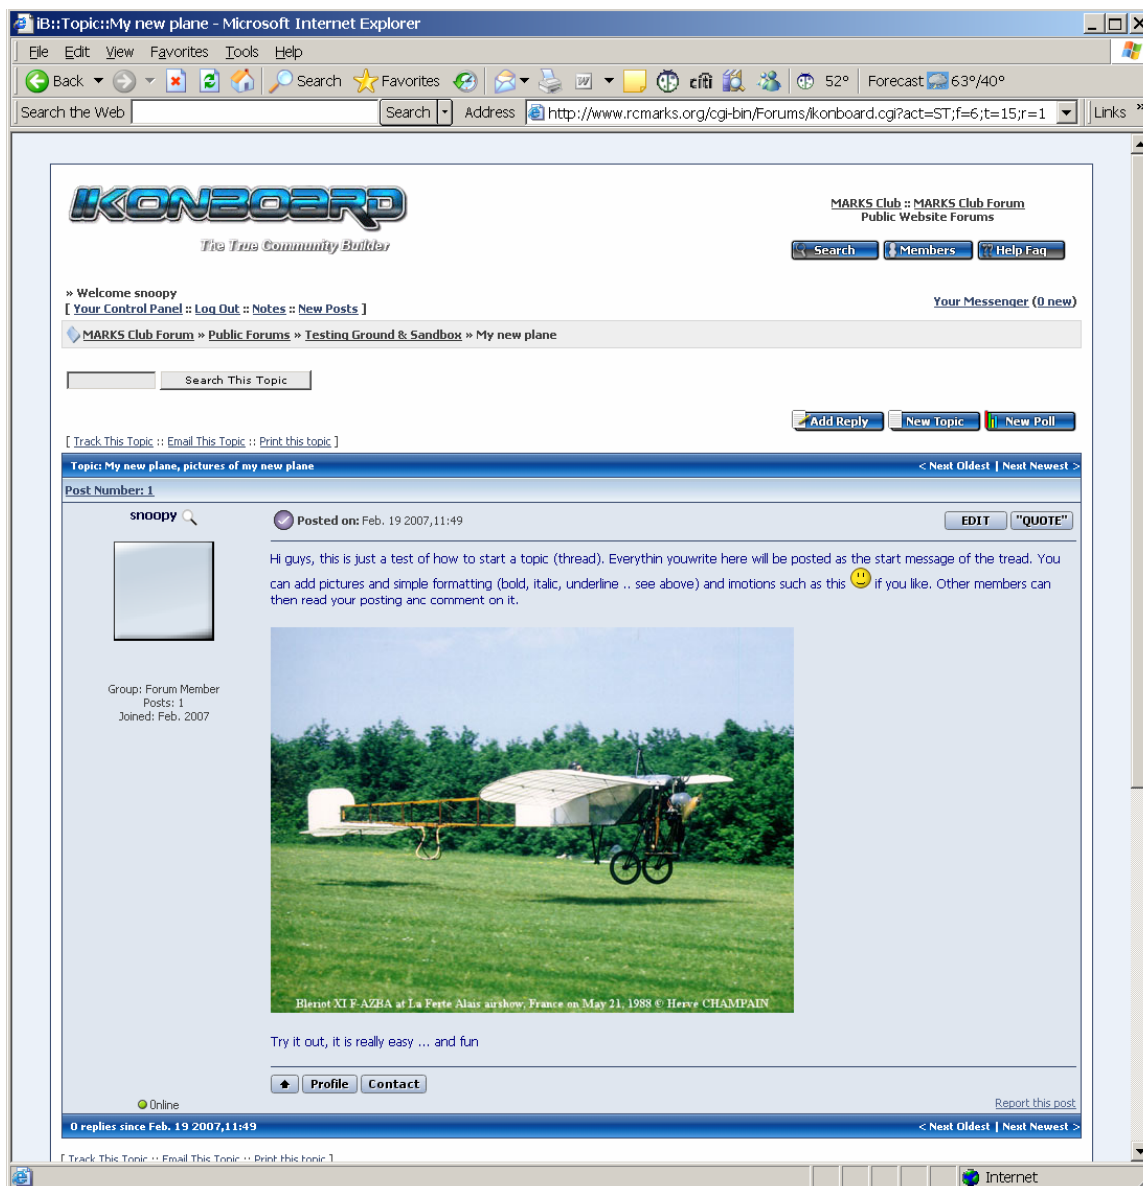 iB::Topic::My new plane - Microsoft Internet Explorer
File Edit View Favorites Tools Help
Back Search Favorites citi 52° Forecast 63°/40°
Search the Web Search Address http://www.rcmarks.org/cgi-bin/Forums/ikonboard.cgi?act=ST;f=6;t=15;r=1 Links »
IKONBOARD
The True Community Builder
MARKS Club :: MARKS Club Forum
Public Website Forums
Search Members Help Faq
» Welcome snoopy
[ Your Control Panel :: Log Out :: Notes :: New Posts ]
Your Messenger (0 new)
MARKS Club Forum » Public Forums » Testing Ground & Sandbox » My new plane
Search This Topic
Add Reply New Topic New Poll
[ Track This Topic :: Email This Topic :: Print this topic ]
Topic: My new plane, pictures of my new plane < Next Oldest | Next Newest >
Post Number: 1
snoopy
Posted on: Feb. 19 2007,11:49 EDIT "QUOTE"
Hi guys, this is just a test of how to start a topic (thread). Everythin youwrite here will be posted as the start message of the tread. You
can add pictures and simple formatting (bold, italic, underline .. see above) and imotions such as this if you like. Other members can
then read your posting anc comment on it.
Group: Forum Member
Posts: 1
Joined: Feb. 2007
Bleriot XI F-AZBA at La Ferte Alais airshow, France on May 21, 1988 © Herve CHAMPAIN
Try it out, it is really easy ... and fun
Profile Contact
Online
Report this post
0 replies since Feb. 19 2007,11:49 < Next Oldest | Next Newest >
[ Track This Topic :: Email This Topic :: Print this topic ]
Internet